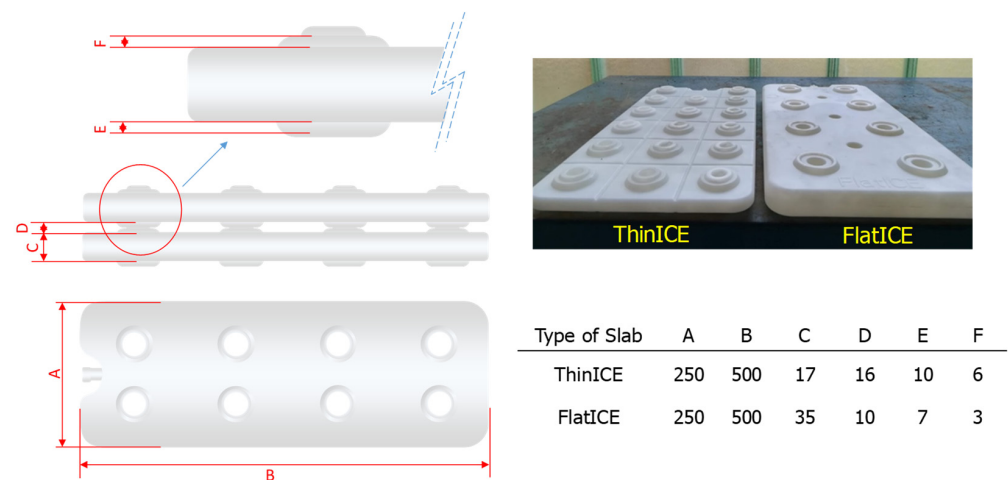 F
E
D
C
A
B
FlatICE
ThinICE
FlatICE
Type of Slab A B C D E F
ThinICE 250 500 17 16 10 6
FlatICE 250 500 35 10 7 3